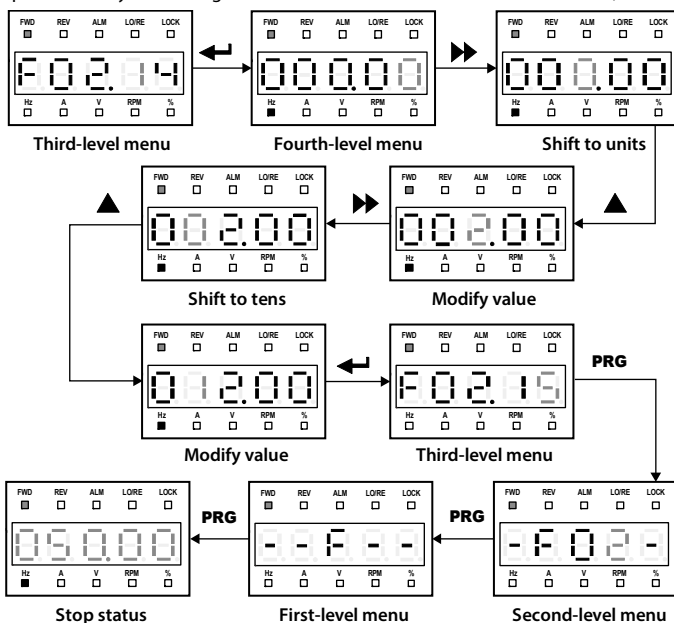 FWD REV ALM LO/RE LOCK FWD REV ALM LO/RE LOCK FWD REV ALM LO/RE LOCK
F02.14 000.00 000.00
Hz A V RPM % Hz A V RPM % Hz A V RPM %
Third-level menu Fourth-level menu Shift to units
FWD REV ALM LO/RE LOCK FWD REV ALM LO/RE LOCK
002.00 002.00
Hz A V RPM % Hz A V RPM %
Shift to tens Modify value
FWD REV ALM LO/RE LOCK FWD REV ALM LO/RE LOCK
012.00 F02.15 PRG
Hz A V RPM % Hz A V RPM %
Modify value Third-level menu
FWD REV ALM LO/RE LOCK FWD REV ALM LO/RE LOCK FWD REV ALM LO/RE LOCK
050.00 PRG --F-- PRG -F02-
Hz A V RPM % Hz A V RPM % Hz A V RPM %
Stop status First-level menu Second-level menu